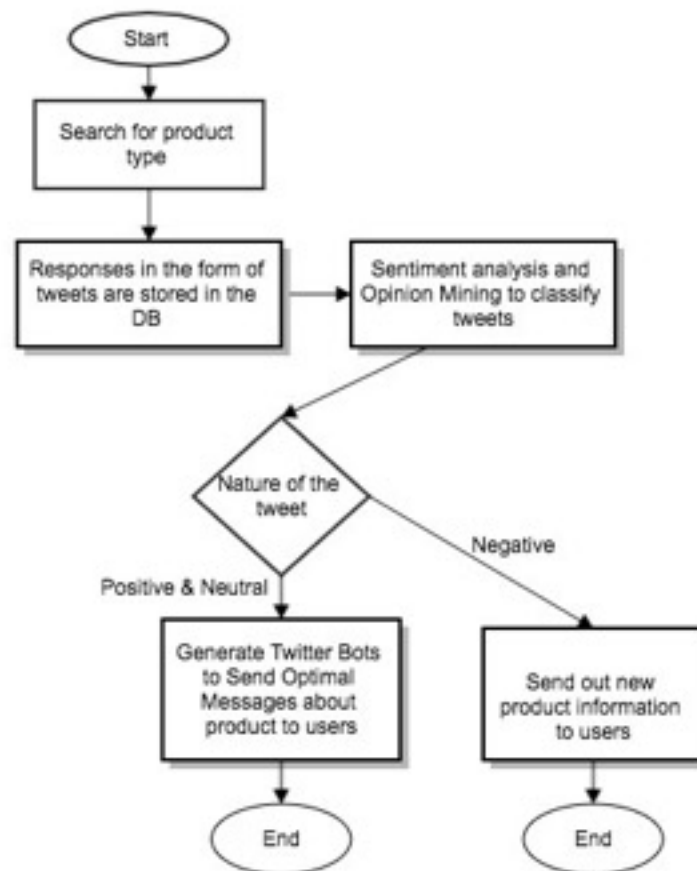 Start
Search for product
type
Responses in the form of
tweets are stored in the
DB
Sentiment analysis and
Opinion Mining to classify
tweets
Nature of the
tweet
Negative
Positive & Neutral
Generate Twitter Bots
to Send Optimal
Messages about
product to users
Send out new
product information
to users
End
End